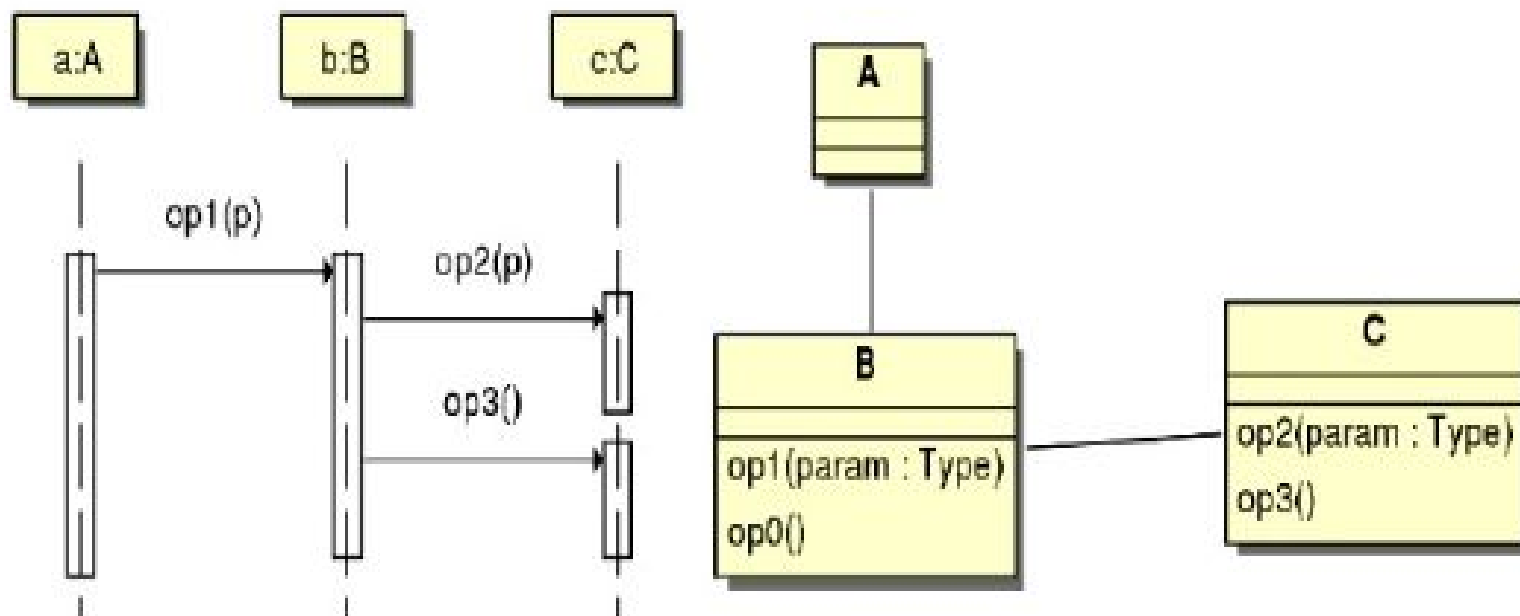 a:A
b:B
c:C
op1(p)
op2(p)
op3()
A
B
op1(param : Type)
op0()
C
op2(param : Type)
op3()